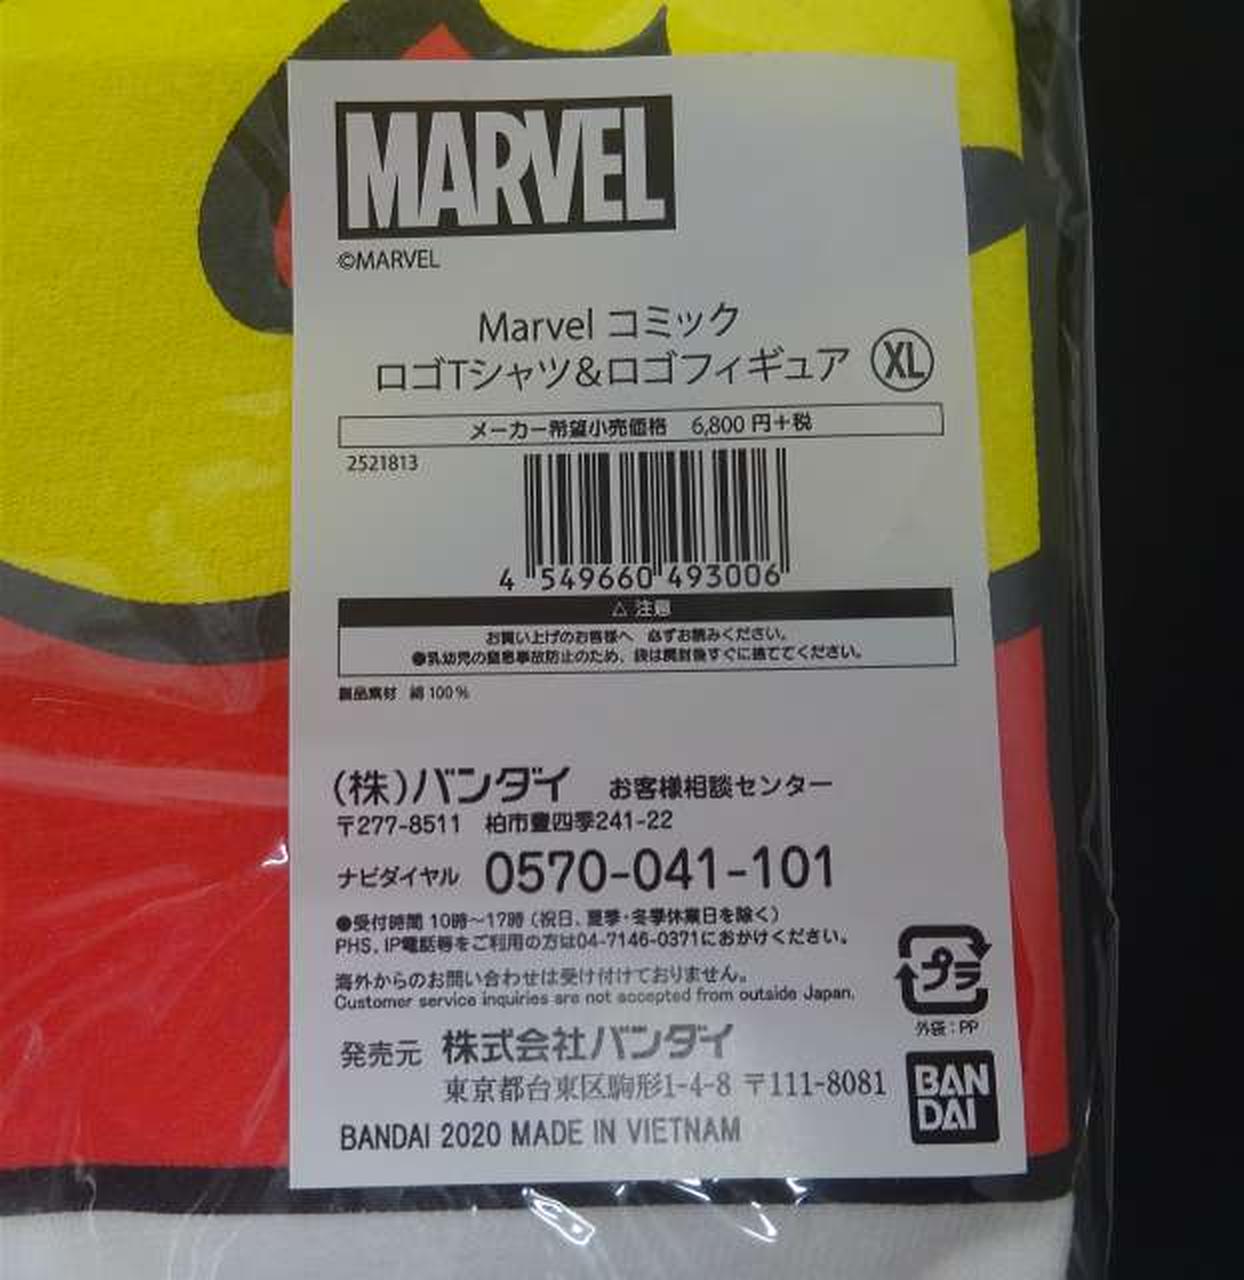 MARVEL
©MARVEL
Marvel コミック
ロゴTシャツ&ロゴフィギュア XL
メーカー希望小売価格 6,800 円+税
2521813
4 549660 493006
△ 注意
お買い上げのお客様へ 必ずお読みください。
●乳幼児の窒息事故防止のため、袋は開封後すぐに捨ててください。
製品素材 綿100%
(株)バンダイ お客様相談センター
〒277-8511 柏市豊四季241-22
ナビダイヤル 0570-041-101
●受付時間 10時〜17時(祝日、夏季・冬季休業日を除く)
PHS、IP電話等をご利用の方は04-7146-0371におかけください。
海外からのお問い合わせは受け付けておりません。
Customer service inquiries are not accepted from outside Japan.
プラ
外袋:PP
発売元 株式会社バンダイ
東京都台東区駒形1-4-8 〒111-8081
BANDAI 2020 MADE IN VIETNAM
BAN
DAI